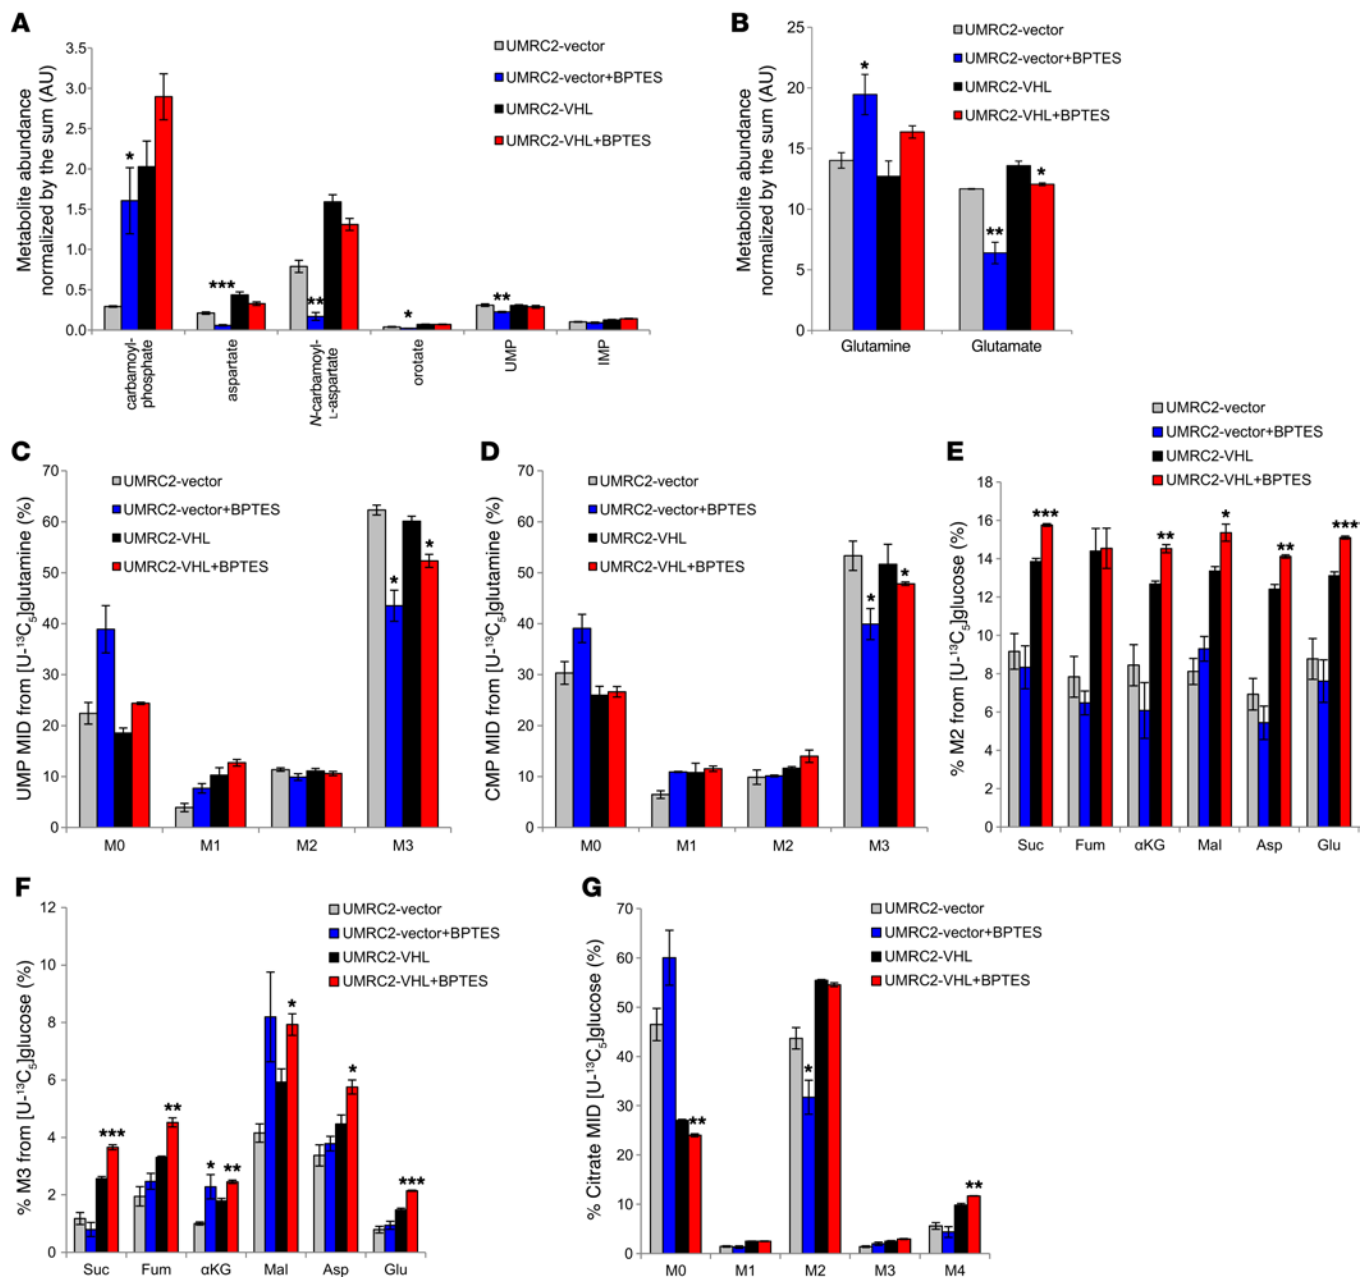 A
Metabolite abundance
normalized by the sum (AU)
3.5
3.0
2.5
2.0
1.5
1.0
0.5
0.0
UMRC2-vector
UMRC2-vector+BPTES
UMRC2-VHL
UMRC2-VHL+BPTES
*
***
**
*
**
carbamoyl-
phosphate
aspartate
N-carbamoyl-
L-aspartate
orotate
UMP
IMP
B
Metabolite abundance
normalized by the sum (AU)
25
20
15
10
5
0
UMRC2-vector
UMRC2-vector+BPTES
UMRC2-VHL
UMRC2-VHL+BPTES
*
**
*
Glutamine
Glutamate
C
UMP MID from [U-¹³C₅]glutamine (%)
70
60
50
40
30
20
10
0
UMRC2-vector
UMRC2-vector+BPTES
UMRC2-VHL
UMRC2-VHL+BPTES
*
*
M0
M1
M2
M3
D
CMP MID from [U-¹³C₅]glutamine (%)
70
60
50
40
30
20
10
0
UMRC2-vector
UMRC2-vector+BPTES
UMRC2-VHL
UMRC2-VHL+BPTES
*
*
M0
M1
M2
M3
E
% M2 from [U-¹³C₅]glucose (%)
18
16
14
12
10
8
6
4
2
0
UMRC2-vector
UMRC2-vector+BPTES
UMRC2-VHL
UMRC2-VHL+BPTES
***
**
*
**
***
Suc
Fum
αKG
Mal
Asp
Glu
F
% M3 from [U-¹³C₅]glucose (%)
12
10
8
6
4
2
0
UMRC2-vector
UMRC2-vector+BPTES
UMRC2-VHL
UMRC2-VHL+BPTES
***
**
*
**
*
*
***
Suc
Fum
αKG
Mal
Asp
Glu
G
% Citrate MID [U-¹³C₅]glucose (%)
70
60
50
40
30
20
10
0
UMRC2-vector
UMRC2-vector+BPTES
UMRC2-VHL
UMRC2-VHL+BPTES
**
*
**
M0
M1
M2
M3
M4